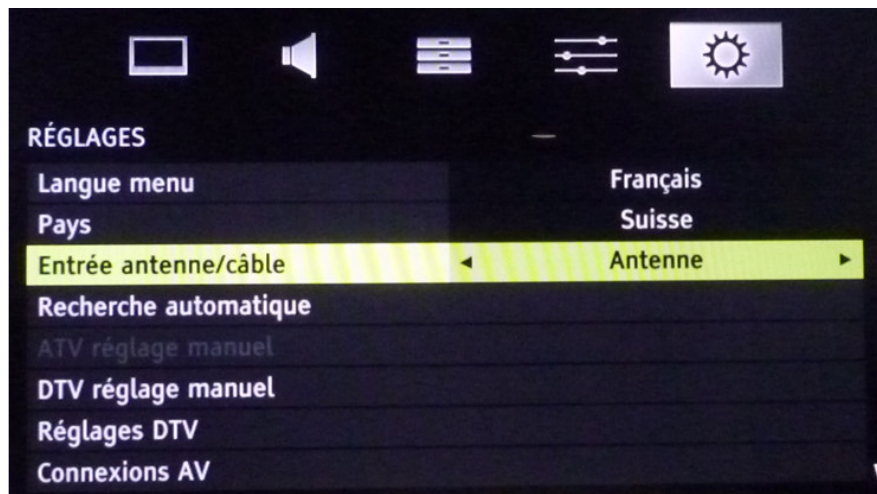 RÉGLAGES
Langue menu Français
Pays Suisse
Entrée antenne/câble Antenne
Recherche automatique
ATV réglage manuel
DTV réglage manuel
Réglages DTV
Connexions AV